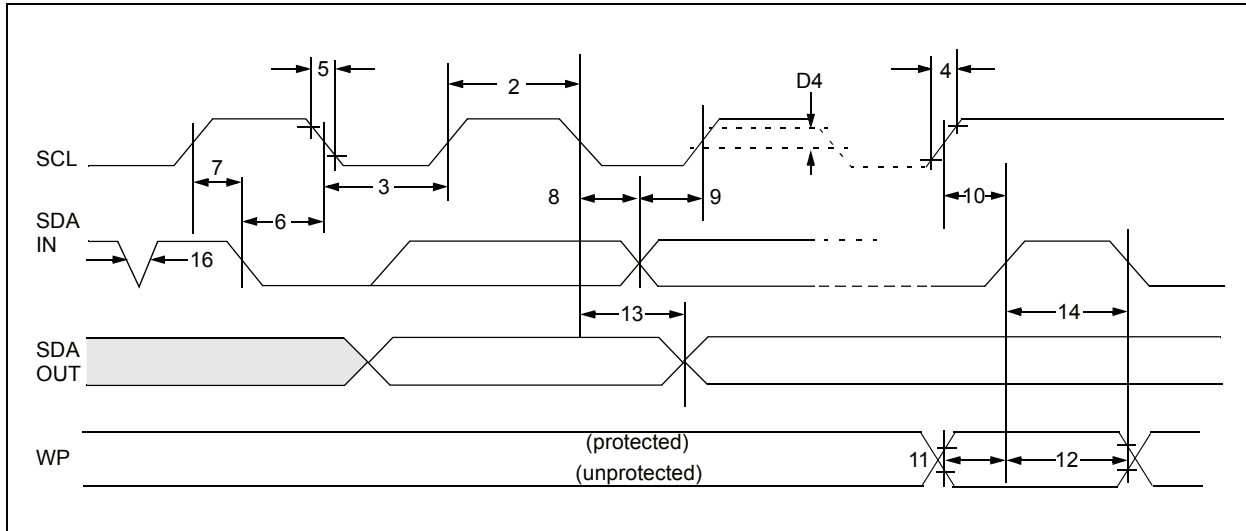 5
2
D4
4
SCL
7
3
8
9
10
6
SDA
IN
16
13
14
SDA
OUT
(protected)
WP
11
12
(unprotected)